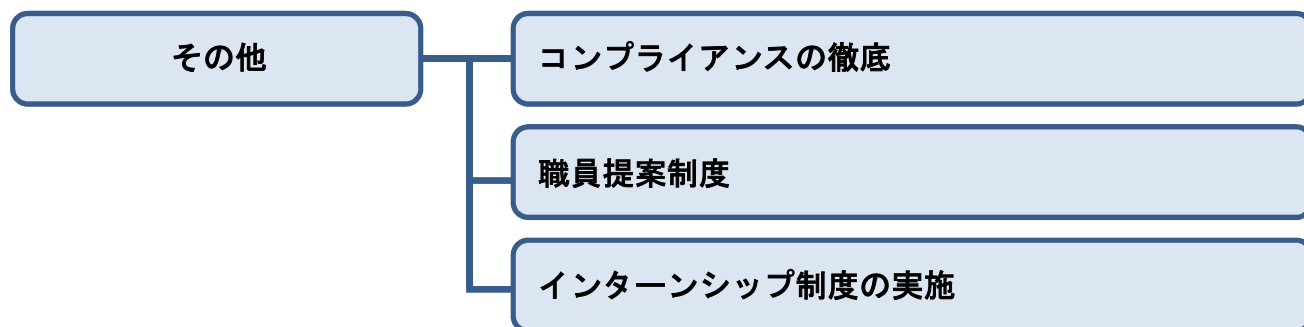 その他
コンプライアンスの徹底
職員提案制度
インターンシップ制度の実施